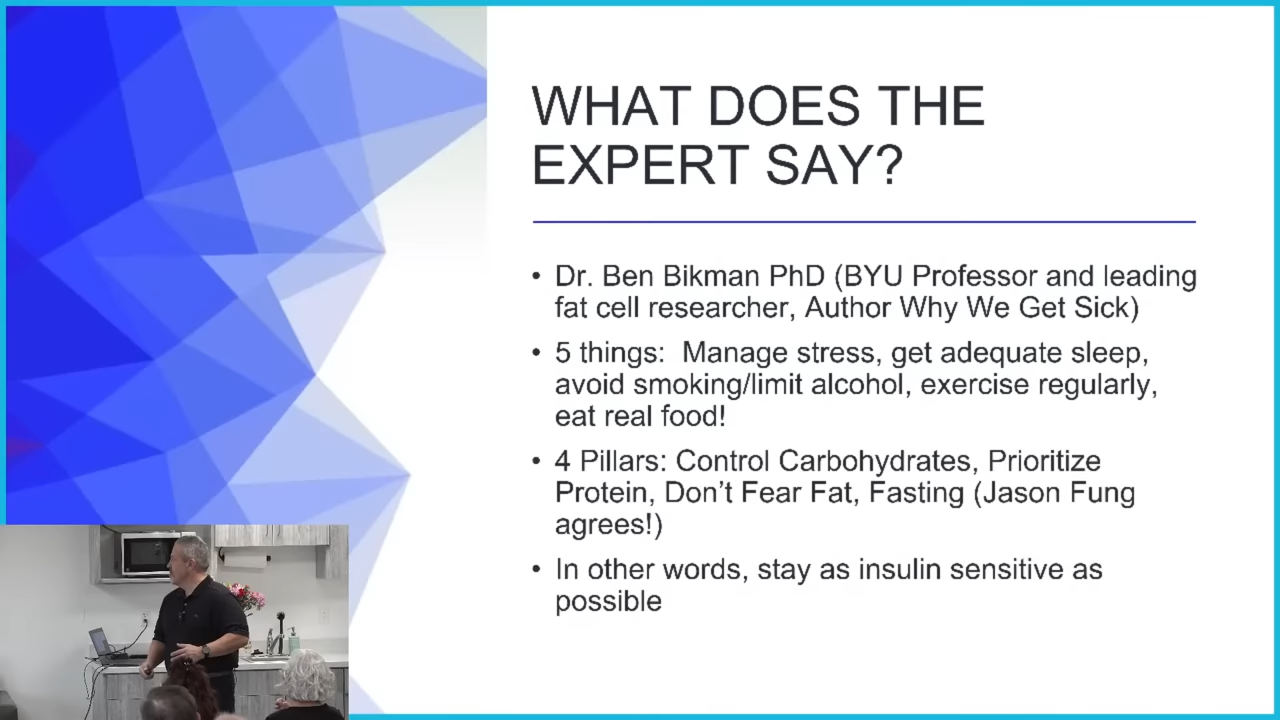 WHAT DOES THE
EXPERT SAY?
• Dr. Ben Bikman PhD (BYU Professor and leading
fat cell researcher, Author Why We Get Sick)
• 5 things:  Manage stress, get adequate sleep,
avoid smoking/limit alcohol, exercise regularly,
eat real food!
• 4 Pillars: Control Carbohydrates, Prioritize
Protein, Don’t Fear Fat, Fasting (Jason Fung
agrees!)
• In other words, stay as insulin sensitive as
possible